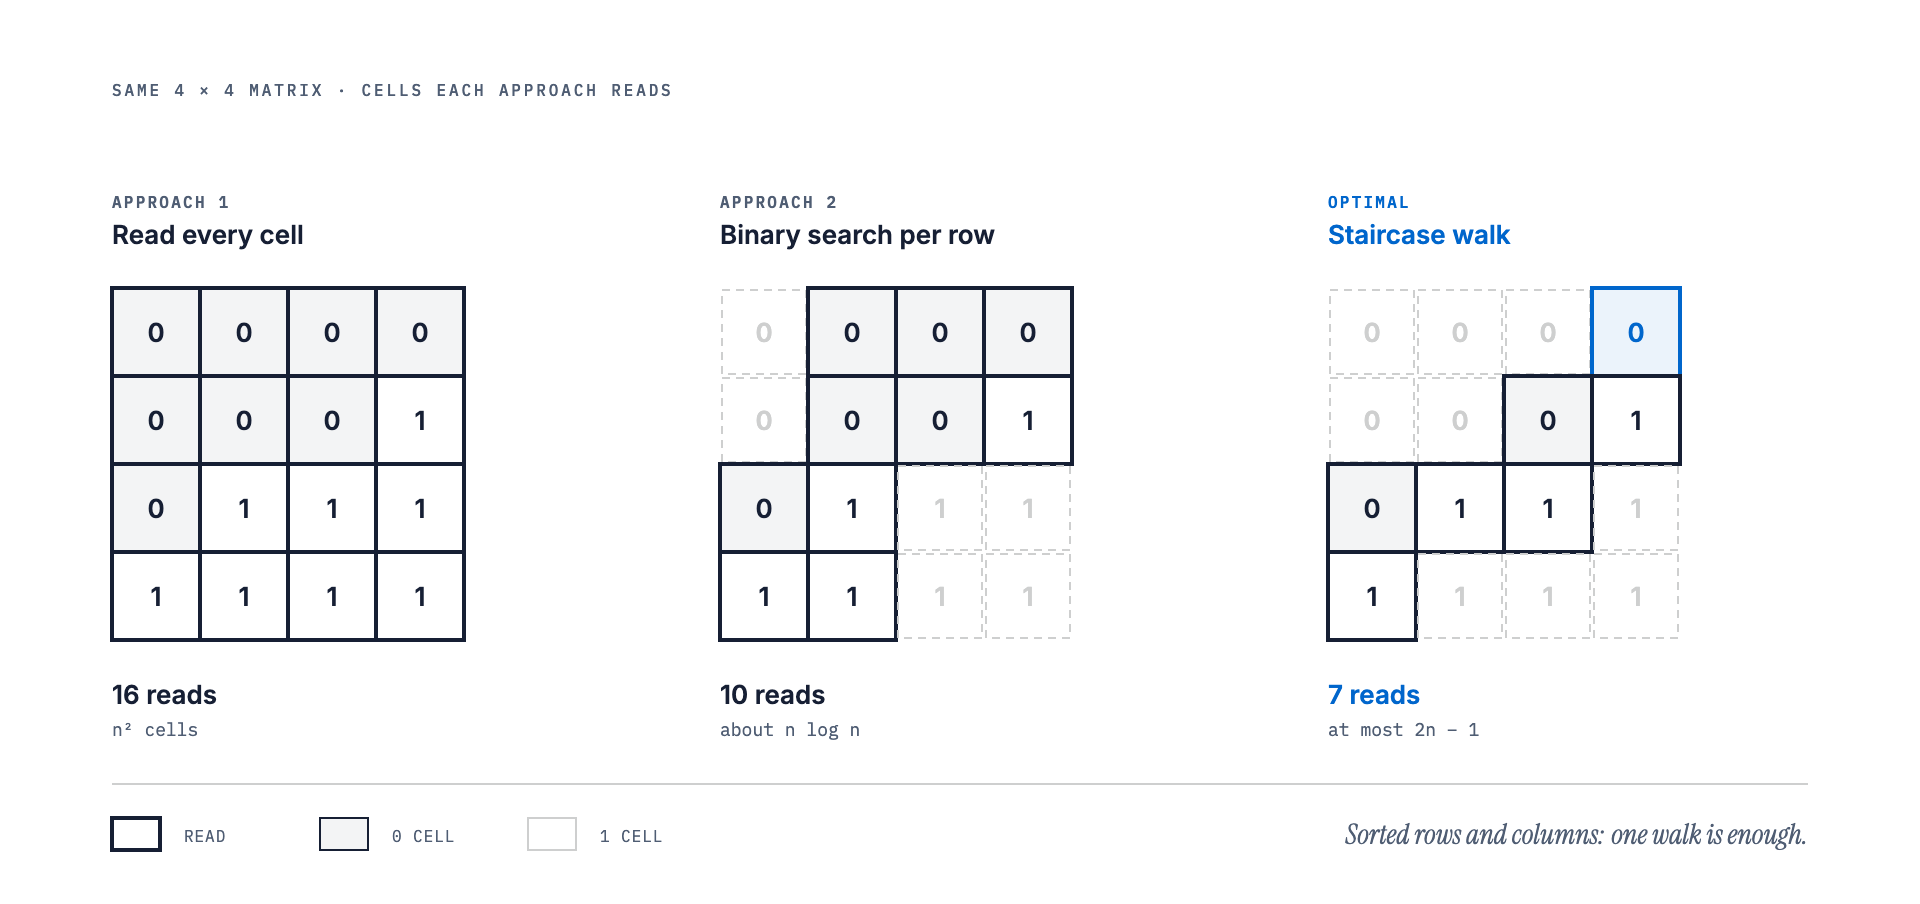 SAME 4 × 4 MATRIX · CELLS EACH APPROACH READS
APPROACH 1
Read every cell
0 0 0 0
0 0 0 1
0 1 1 1
1 1 1 1
16 reads
n² cells
APPROACH 2
Binary search per row
0 0 0 0
0 0 0 1
0 1 1 1
1 1 1 1
10 reads
about n log n
OPTIMAL
Staircase walk
0 0 0 0
0 0 0 1
0 1 1 1
1 1 1 1
7 reads
at most 2n − 1
READ
0 CELL
1 CELL
Sorted rows and columns: one walk is enough.